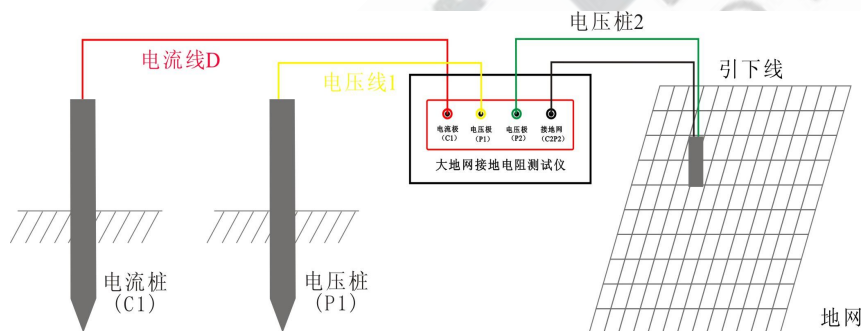 电压桩2
电流线D
电压线1
引下线
电流极 电压极 电压极 接地网
(C1) (P1) (P2) (C2P2)
大地网接地电阻测试仪
电流桩
(C1)
电压桩
(P1)
地网